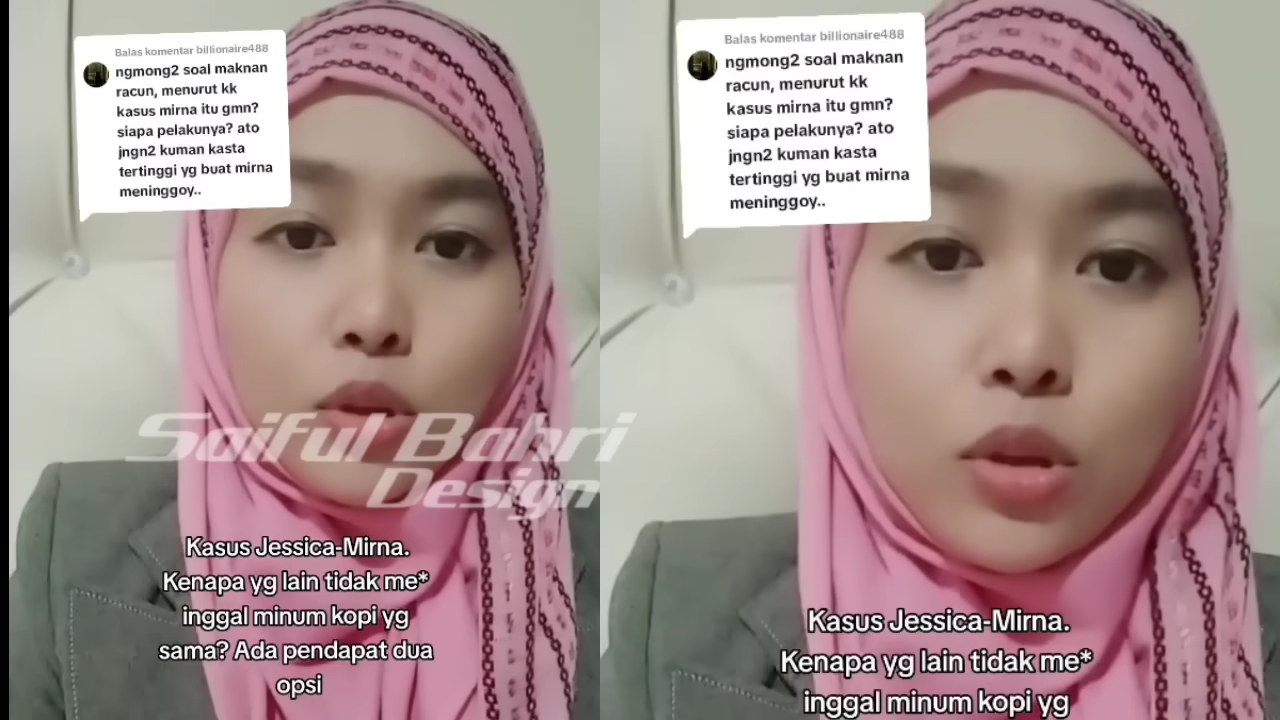 Balas komentar billionaire488
ngmong2 soal maknan
racun, menurut kk
kasus mirna itu gmn?
siapa pelakunya? ato
jngn2 kuman kasta
tertinggi yg buat mirna
meninggoy..
Saiful Bahri
Design
Kasus Jessica-Mirna.
Kenapa yg lain tidak me*
inggal minum kopi yg
sama? Ada pendapat dua
opsi
Balas komentar billionaire488
ngmong2 soal maknan
racun, menurut kk
kasus mirna itu gmn?
siapa pelakunya? ato
jngn2 kuman kasta
tertinggi yg buat mirna
meninggoy..
Kasus Jessica-Mirna.
Kenapa yg lain tidak me*
inggal minum kopi yg